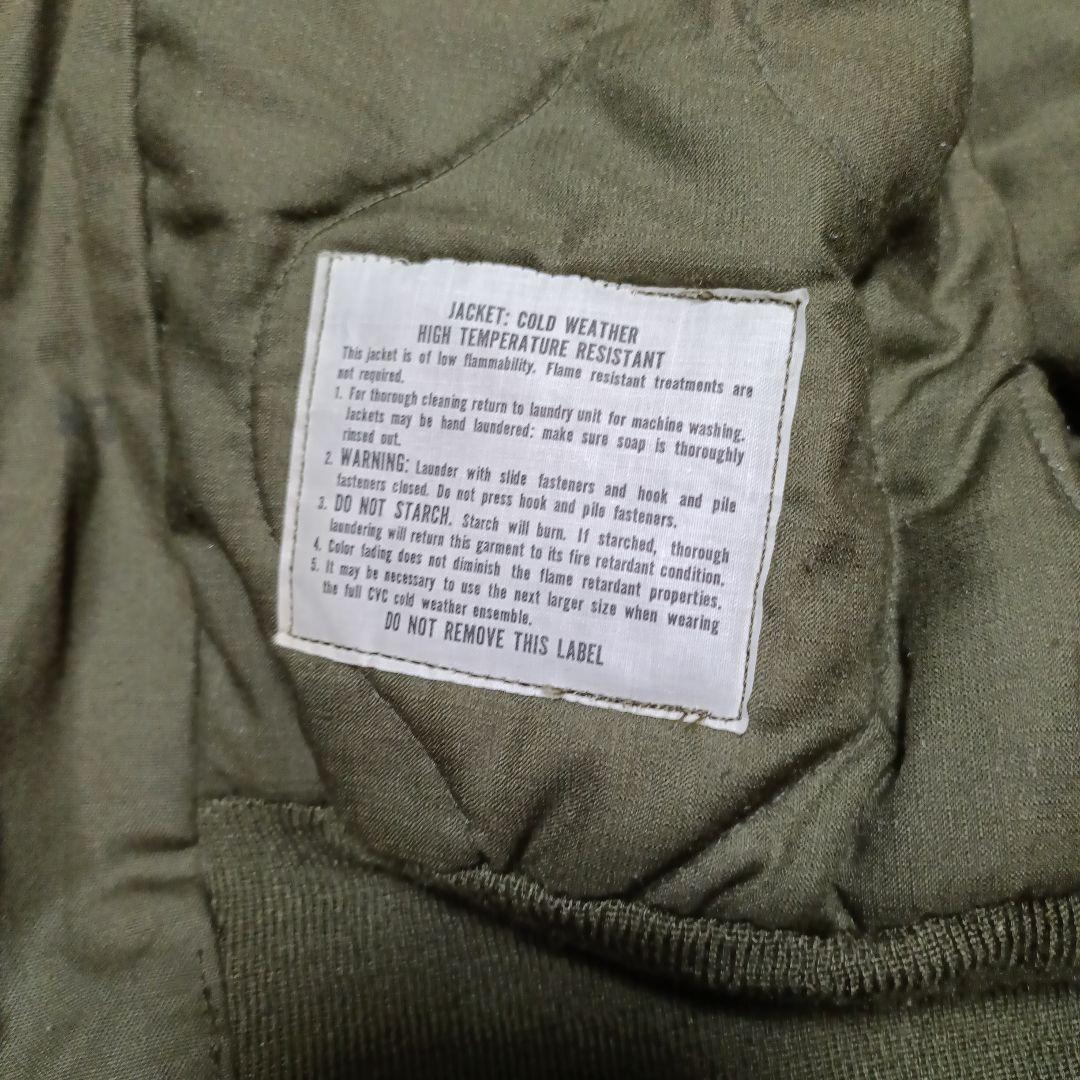 JACKET: COLD WEATHER
HIGH TEMPERATURE RESISTANT
This jacket is of low flammability. Flame resistant treatments are
not required.
1. For thorough cleaning return to laundry unit for machine washing.
Jackets may be hand laundered: make sure soap is thoroughly
rinsed out.
2. WARNING: Launder with slide fasteners and hook and pile
fasteners closed. Do not press hook and pile fasteners.
3. DO NOT STARCH. Starch will burn. If starched, thorough
laundering will return this garment to its fire retardant condition.
4. Color fading does not diminish the flame retardant properties.
5. It may be necessary to use the next larger size when wearing
the full CVC cold weather ensemble.
DO NOT REMOVE THIS LABEL